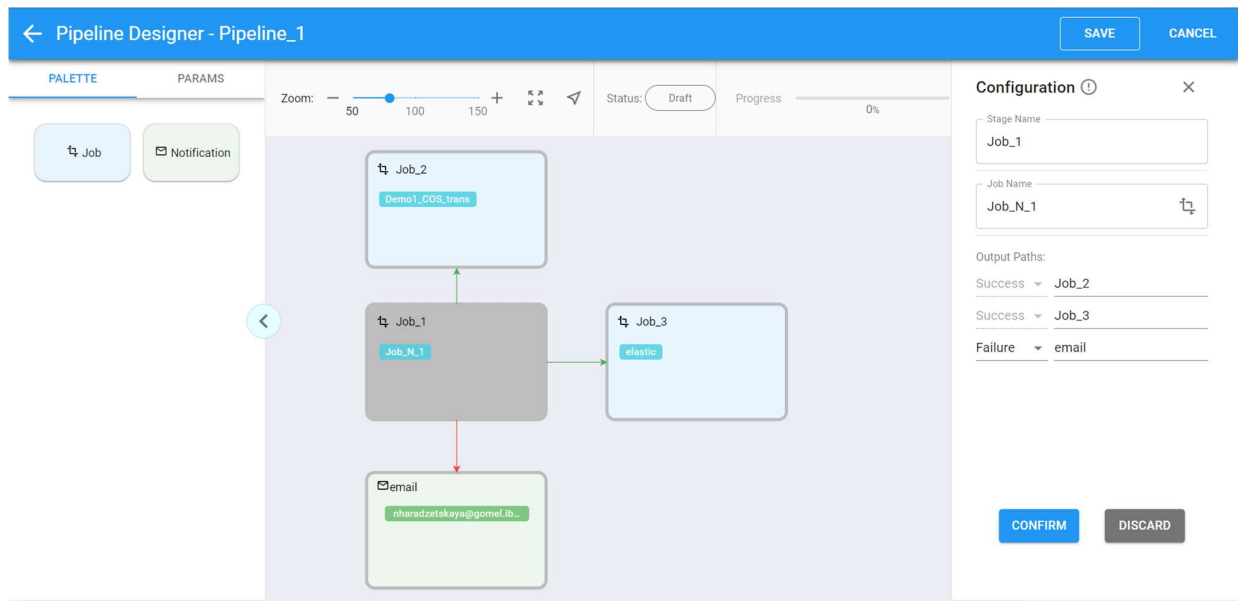 Pipeline Designer - Pipeline_1
SAVE
CANCEL
PALETTE
PARAMS
Job
Notification
Zoom:
50
100
150
Status:
Draft
Progress
0%
Job_2
Demo1_COS_trans
Job_1
Job_N_1
Job_3
elastic
email
nharadzetskaya@gomel.ib...
Configuration
Stage Name
Job_1
Job Name
Job_N_1
Output Paths:
Success Job_2
Success Job_3
Failure email
CONFIRM
DISCARD